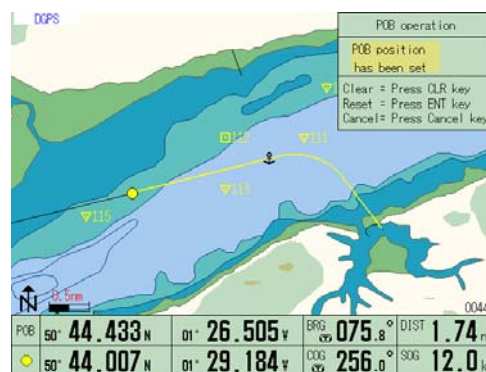 DGPS
POB operation
POB position
has been set
Clear = Press CLR key
Reset = Press ENT key
Cancel= Press Cancel key
112
111
113
115
N
0.5nm
0044
POB 50° 44.433 N 01° 26.505 W BRG 075.8° DIST 1.74
50° 44.007 N 01° 29.184 W COG 256.0° SOG 12.0